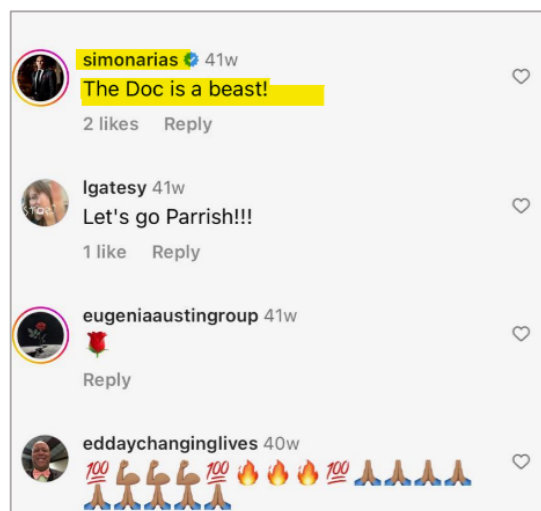 simonarias 41w
The Doc is a beast!
2 likes Reply
lgatesy 41w
Let's go Parrish!!!
1 like Reply
eugeniaaustingroup 41w
🌹
Reply
eddaychanginglives 40w
💯💪🏽💪🏽💪🏽💯🔥🔥🔥💯🙏🏽🙏🏽🙏🏽🙏🏽
🙏🏽🙏🏽🙏🏽🙏🏽🙏🏽